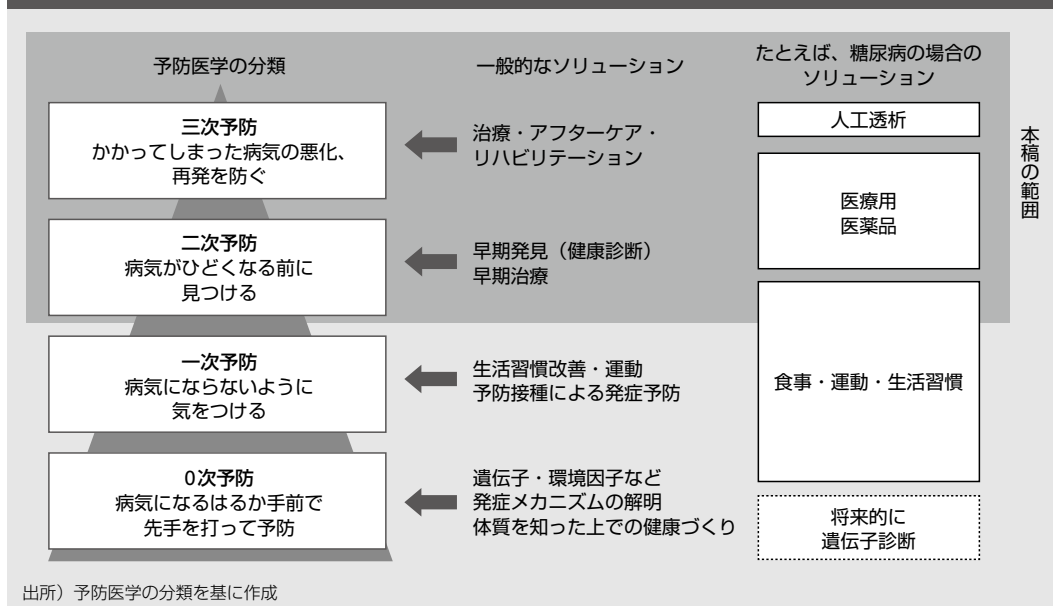 予防医学の分類
一般的なソリューション
たとえば、糖尿病の場合の
ソリューション
三次予防
かかってしまった病気の悪化、
再発を防ぐ
治療・アフターケア・
リハビリテーション
人工透析
医療用
医薬品
二次予防
病気がひどくなる前に
見つける
早期発見（健康診断）
早期治療
一次予防
病気にならないように
気をつける
生活習慣改善・運動
予防接種による発症予防
食事・運動・生活習慣
0次予防
病気になるはるか手前で
先手を打って予防
遺伝子・環境因子など
発症メカニズムの解明
体質を知った上での健康づくり
将来的に
遺伝子診断
本稿の範囲
出所）予防医学の分類を基に作成